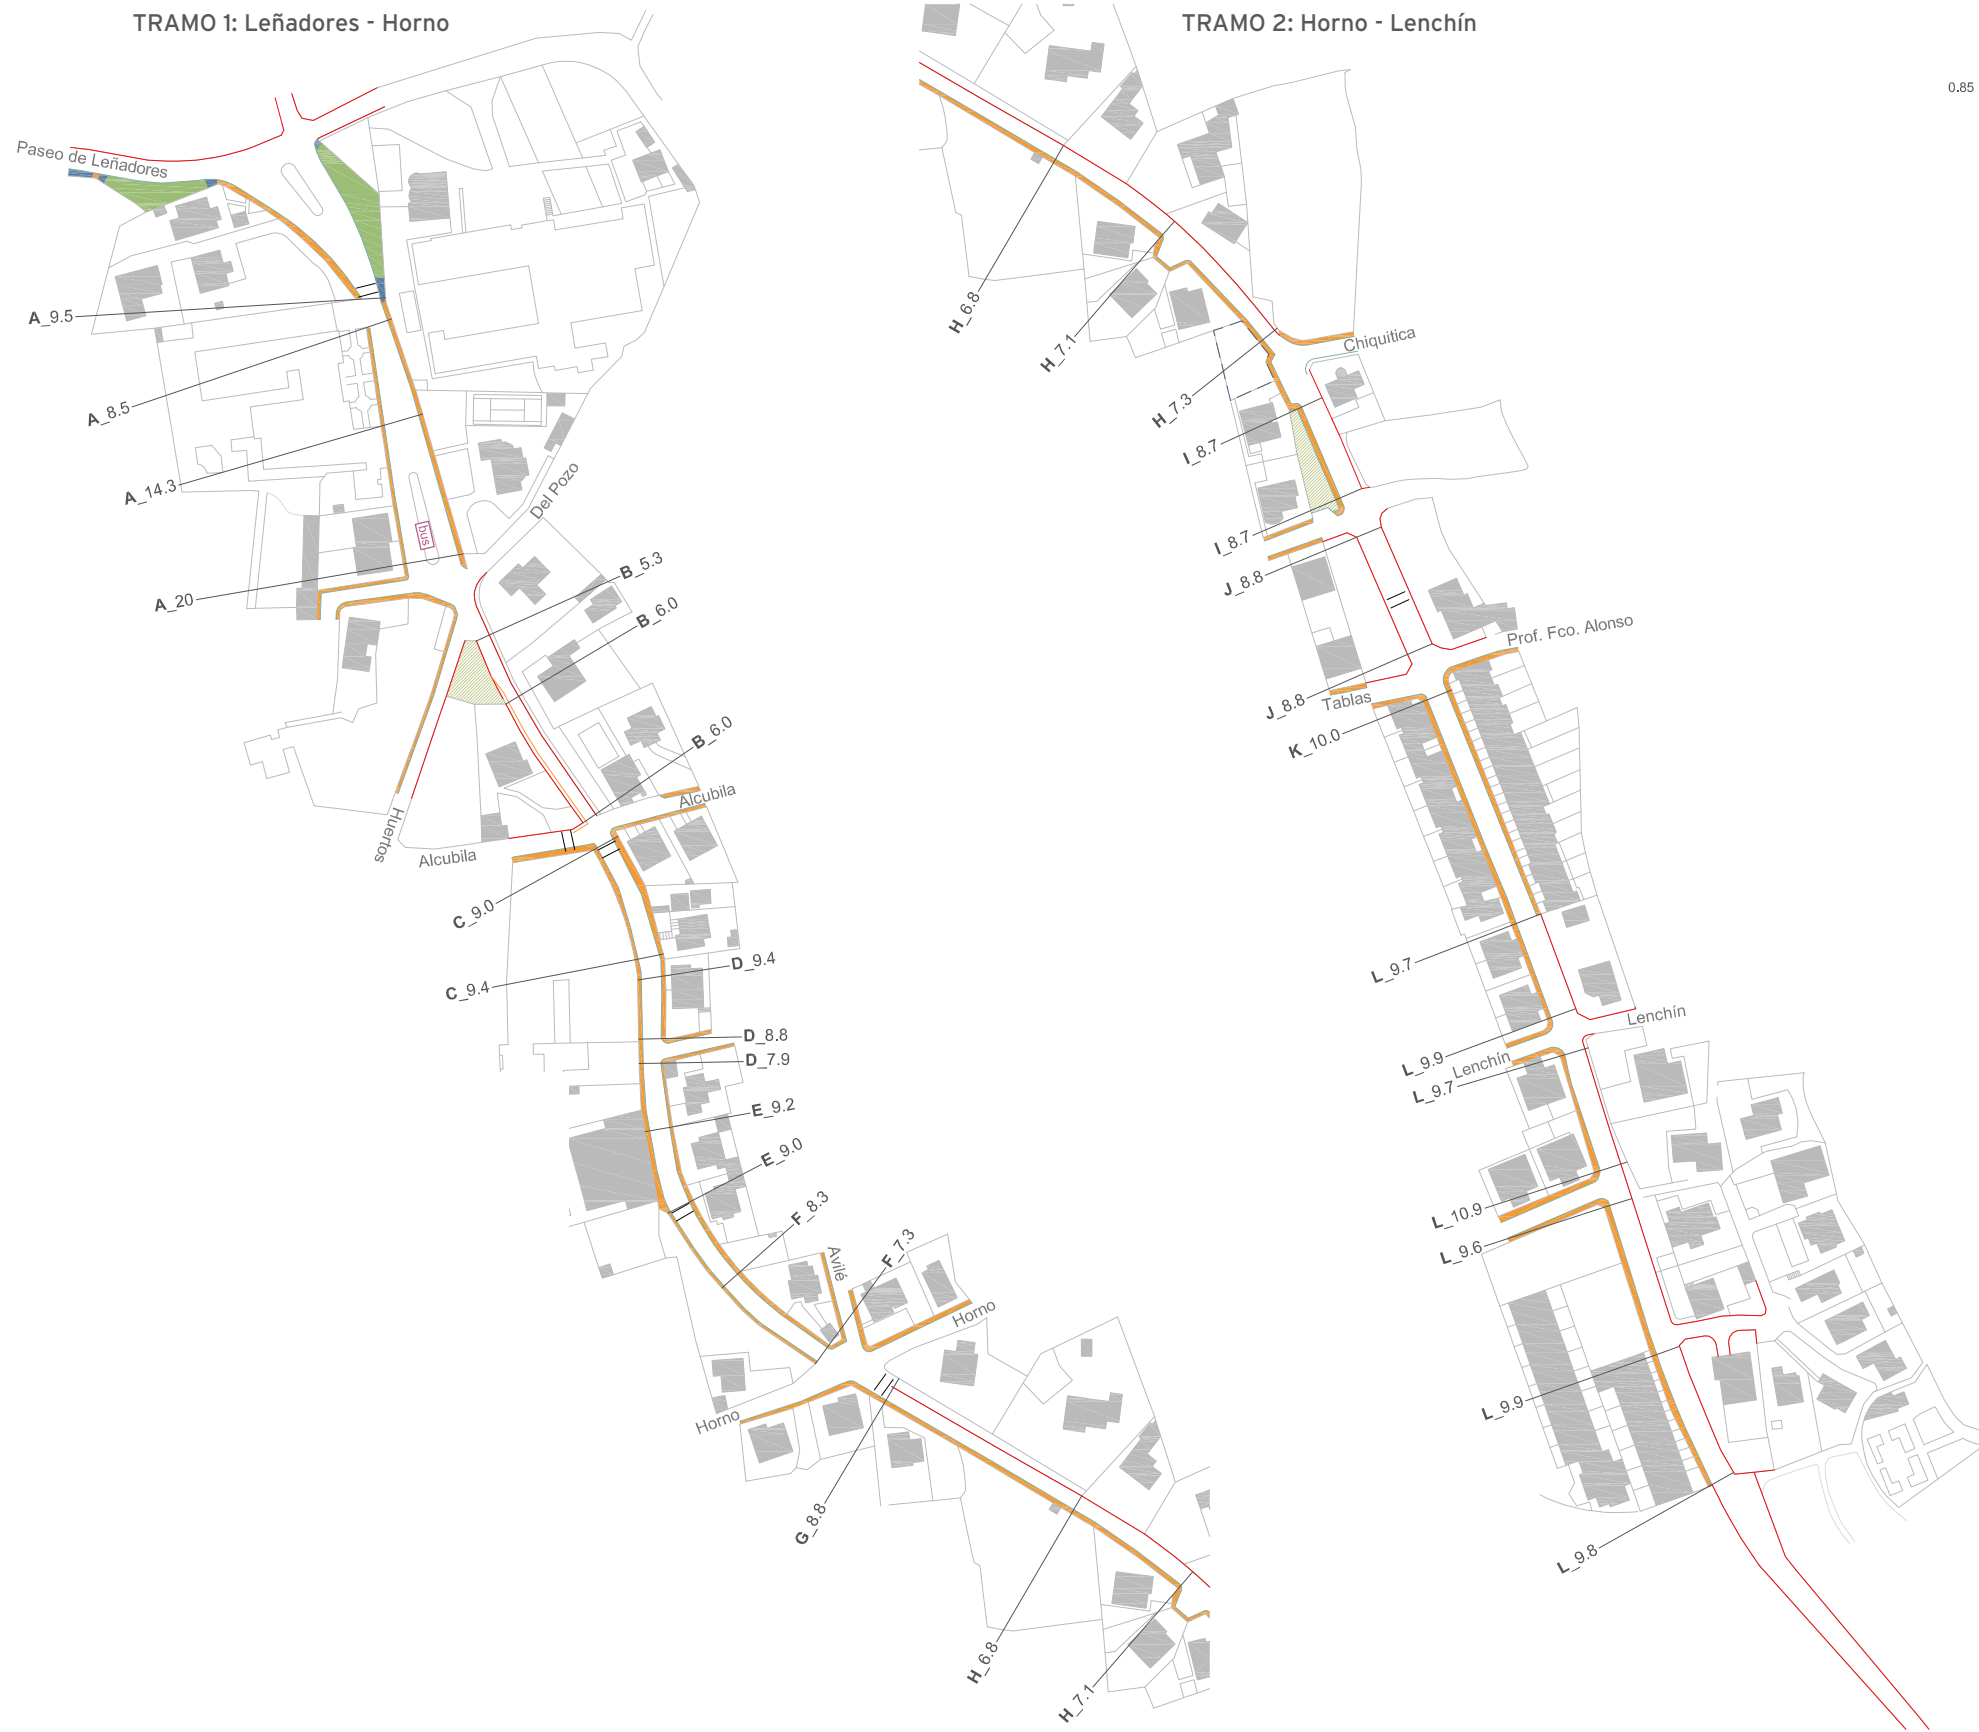 TRAMO 1: Leñadores - Horno
Paseo de Leñadores
A_9.5
A_8.5
A_14.3
bus
Del Pozo
A_20
B_5.3
B_6.0
B_6.0
Huertos
Alcubila
Alcubila
C_9.0
C_9.4
D_9.4
D_8.8
D_7.9
E_9.2
E_9.0
F_8.3
Avilé
F_7.3
Horno
Horno
G_8.8
H_6.8
H_7.1
TRAMO 2: Horno - Lenchín
0.85
H_6.8
H_7.1
Chiquitica
H_7.3
I_8.7
I_8.7
J_8.8
Prof. Fco. Alonso
J_8.8
Tablas
K_10.0
L_9.7
Lenchín
L_9.9
Lenchín
L_9.7
L_10.9
L_9.6
L_9.9
L_9.8